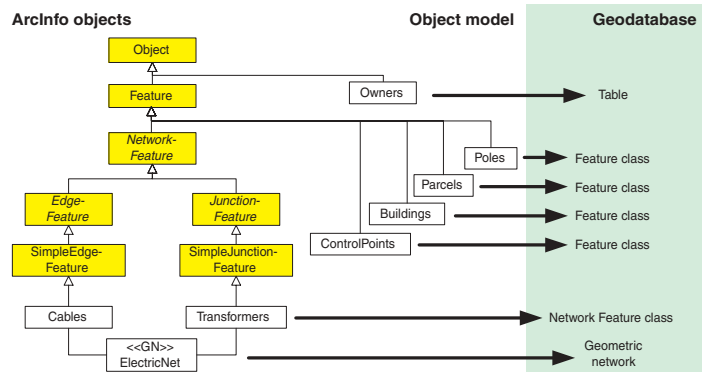 ArcInfo objects
Object model
Geodatabase
Object
Feature
Owners
Table
Network-
Feature
Poles
Feature class
Parcels
Feature class
Edge-
Feature
Junction-
Feature
Buildings
Feature class
ControlPoints
Feature class
SimpleEdge-
Feature
SimpleJunction-
Feature
Cables
Transformers
Network Feature class
<<GN>>
ElectricNet
Geometric
network